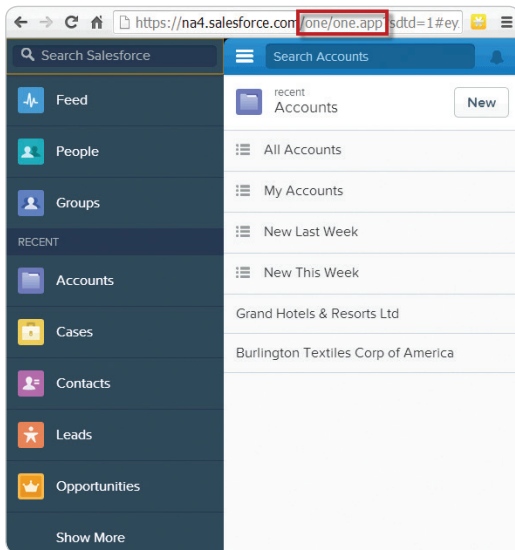 https://na4.salesforce.com/one/one.app?sdtd=1#ey
Search Salesforce
Feed
People
Groups
RECENT
Accounts
Cases
Contacts
Leads
Opportunities
Show More
Search Accounts
recent
Accounts
New
All Accounts
My Accounts
New Last Week
New This Week
Grand Hotels & Resorts Ltd
Burlington Textiles Corp of America